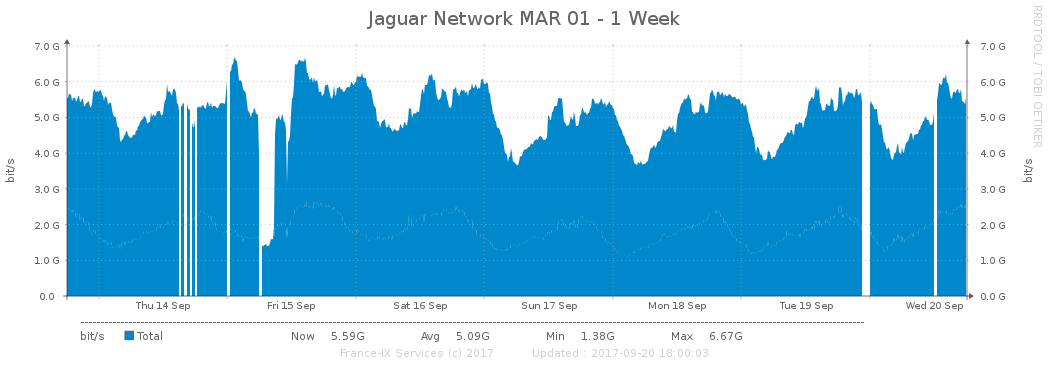 Jaguar Network MAR 01 - 1 Week
RRDTOOL / TOBI OETIKER
7.0 G 7.0 G
6.0 G 6.0 G
5.0 G 5.0 G
4.0 G 4.0 G
3.0 G 3.0 G
2.0 G 2.0 G
1.0 G 1.0 G
0.0 0.0 G
bit/s
bit/s
Thu 14 Sep Fri 15 Sep Sat 16 Sep Sun 17 Sep Mon 18 Sep Tue 19 Sep Wed 20 Sep
bit/s Total Now 5.59G Avg 5.09G Min 1.38G Max 6.67G
France-IX Services (c) 2017 Updated : 2017-09-20 18:00:03